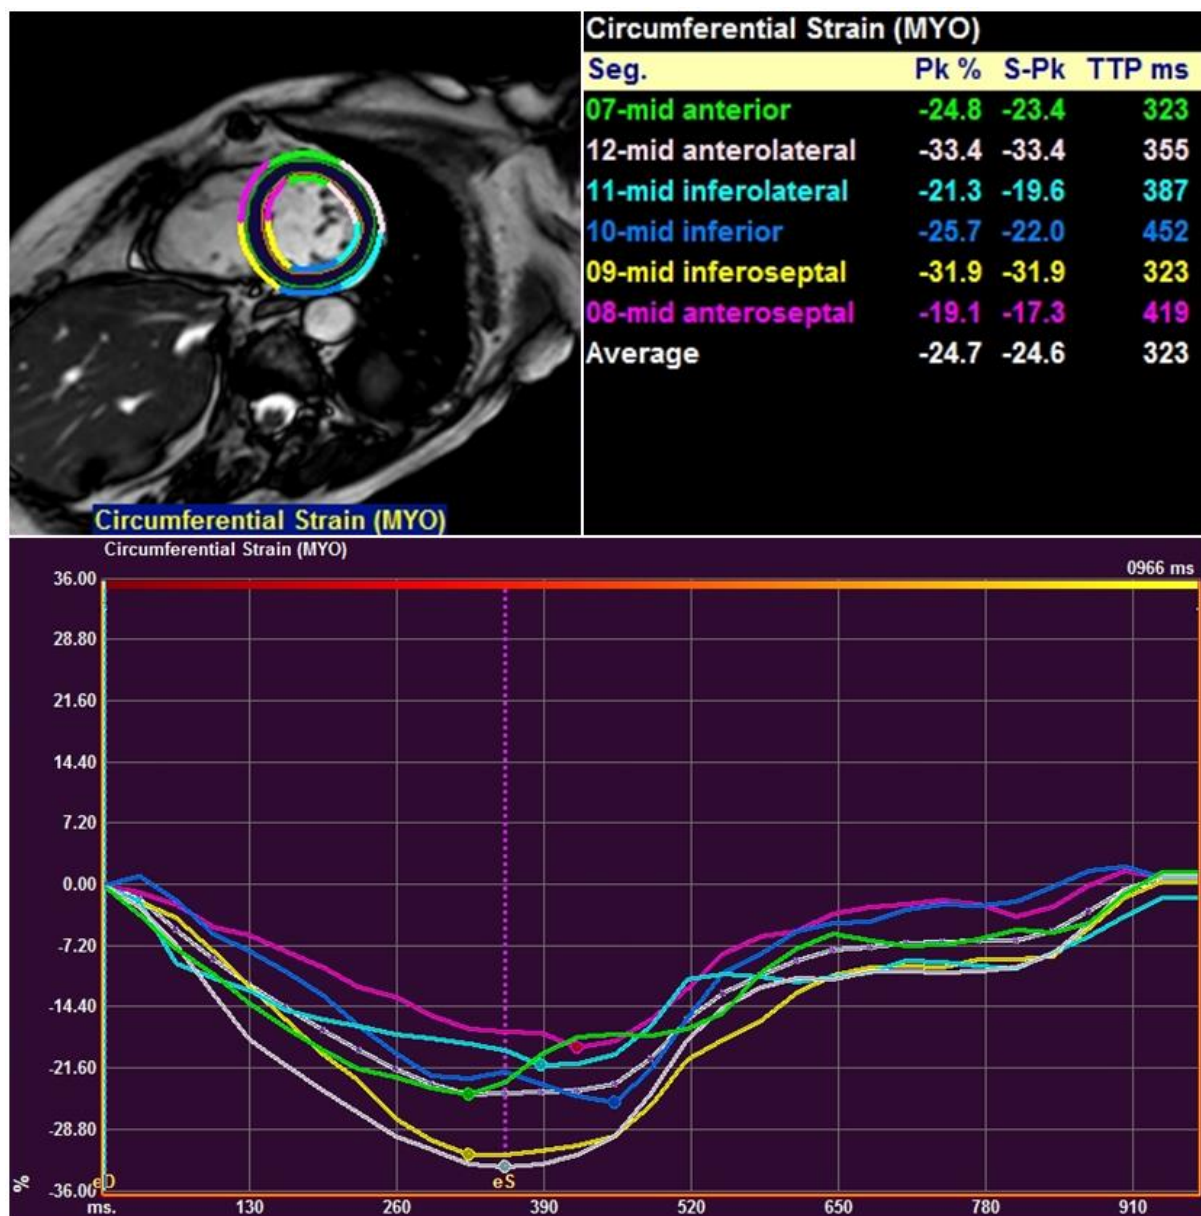 Circumferential Strain (MYO)
Circumferential Strain (MYO)
Seg. Pk % S-Pk TTP ms
07-mid anterior -24.8 -23.4 323
12-mid anterolateral -33.4 -33.4 355
11-mid inferolateral -21.3 -19.6 387
10-mid inferior -25.7 -22.0 452
09-mid inferoseptal -31.9 -31.9 323
08-mid anteroseptal -19.1 -17.3 419
Average -24.7 -24.6 323
Circumferential Strain (MYO)
0966 ms
36.00
28.80
21.60
14.40
7.20
0.00
-7.20
-14.40
-21.60
-28.80
-36.00
%
eD
eS
ms. 130 260 390 520 650 780 910